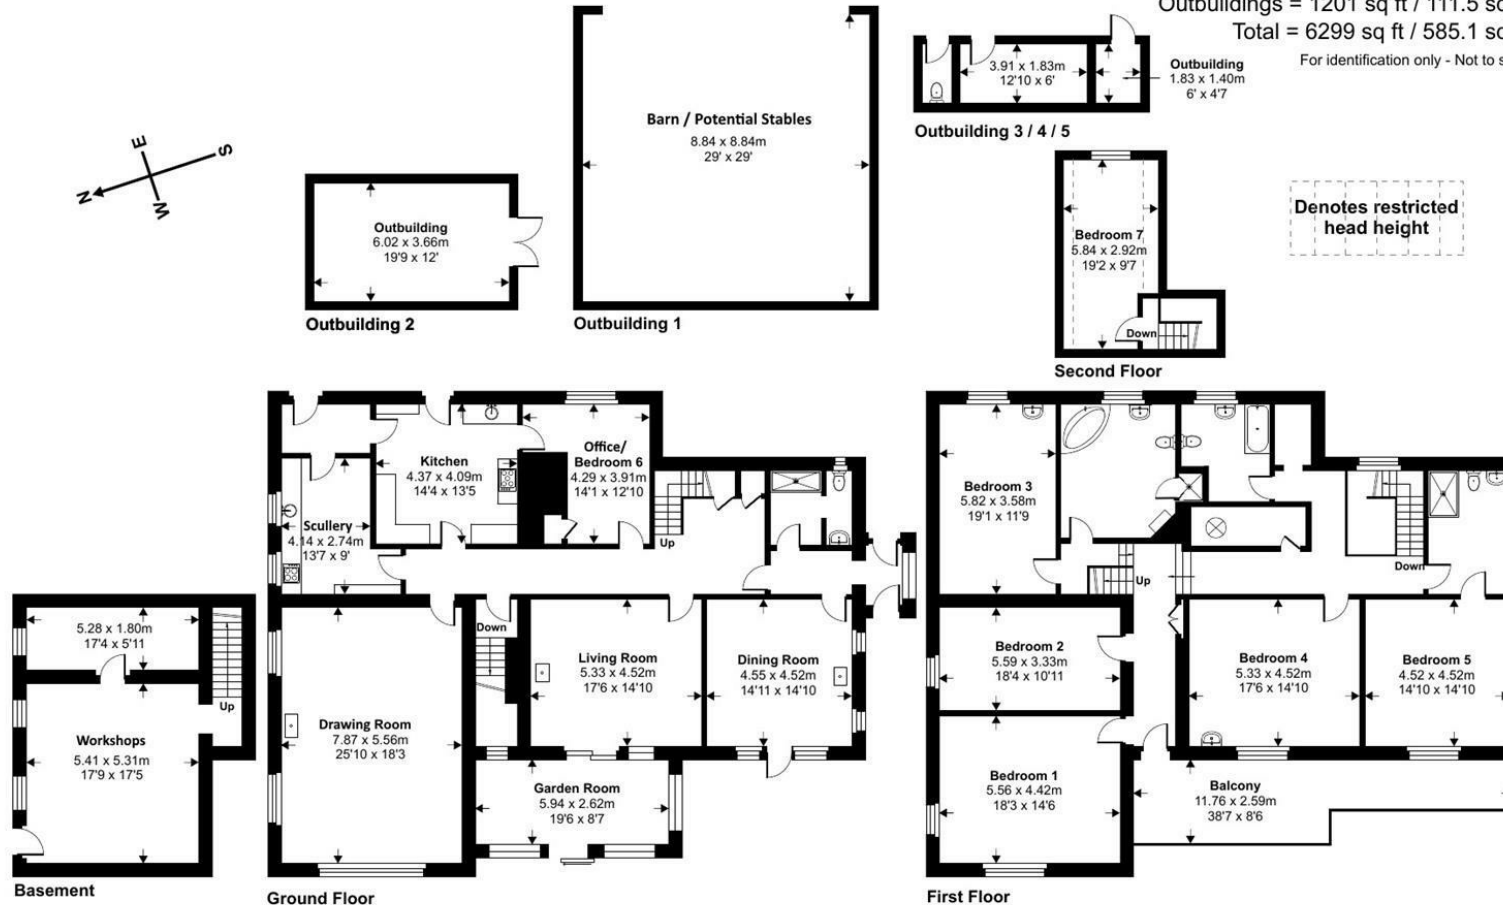 Outbuildings = 1201 sq ft / 111.5
Total = 6299 sq ft / 585.1
For identification only - Not to
N
E
S
W
Outbuilding
6.02 x 3.66m
19'9 x 12'
Outbuilding 2
Barn / Potential Stables
8.84 x 8.84m
29' x 29'
Outbuilding 1
3.91 x 1.83m
12'10 x 6'
Outbuilding
1.83 x 1.40m
6' x 4'7
Outbuilding 3 / 4 / 5
Bedroom 7
5.84 x 2.92m
19'2 x 9'7
Down
Second Floor
Denotes restricted
head height
5.28 x 1.80m
17'4 x 5'11
Up
Workshops
5.41 x 5.31m
17'9 x 17'5
Basement
Kitchen
4.37 x 4.09m
14'4 x 13'5
Office/
Bedroom 6
4.29 x 3.91m
14'1 x 12'10
Scullery
4.14 x 2.74m
13'7 x 9'
Up
Down
Living Room
5.33 x 4.52m
17'6 x 14'10
Dining Room
4.55 x 4.52m
14'11 x 14'10
Drawing Room
7.87 x 5.56m
25'10 x 18'3
Garden Room
5.94 x 2.62m
19'6 x 8'7
Ground Floor
Bedroom 3
5.82 x 3.58m
19'1 x 11'9
Up
Down
Bedroom 2
5.59 x 3.33m
18'4 x 10'11
Bedroom 4
5.33 x 4.52m
17'6 x 14'10
Bedroom 5
4.52 x 4.52m
14'10 x 14'10
Bedroom 1
5.56 x 4.42m
18'3 x 14'6
Balcony
11.76 x 2.59m
38'7 x 8'6
First Floor